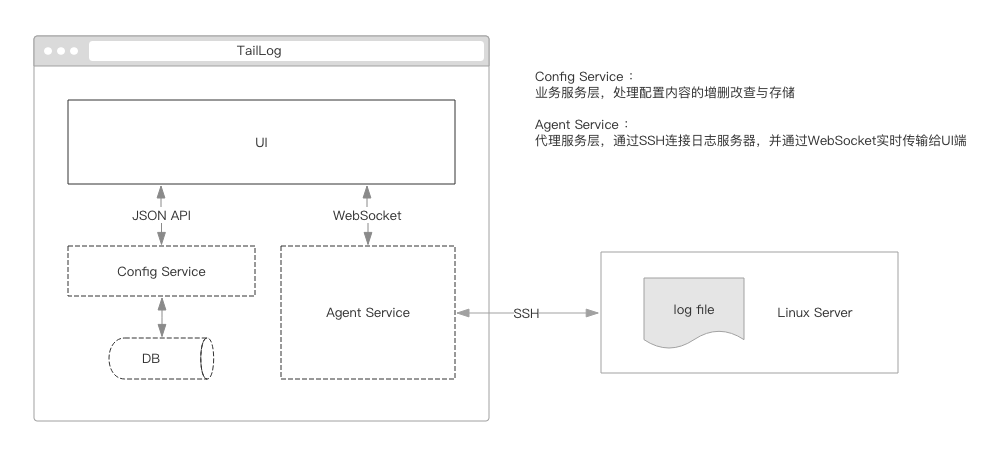 TailLog
Config Service：
业务服务层，处理配置内容的增删改查与存储
Agent Service：
代理服务层，通过SSH连接日志服务器，并通过WebSocket实时传输给UI端
UI
JSON API
WebSocket
Config Service
Agent Service
SSH
log file
Linux Server
DB